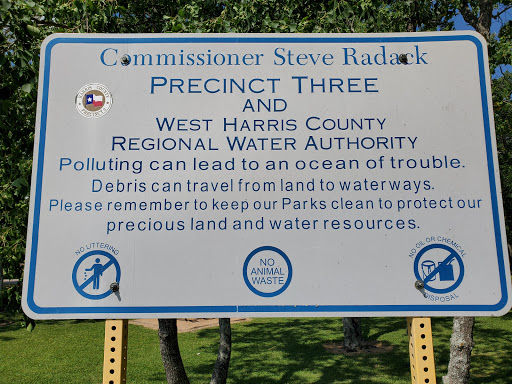 Commissioner Steve Radack
PRECINCT THREE
AND
WEST HARRIS COUNTY
REGIONAL WATER AUTHORITY
Polluting can lead to an ocean of trouble.
Debris can travel from land to waterways.
Please remember to keep our Parks clean to protect our
precious land and water resources.
NO LITTERING
NO
ANIMAL
WASTE
NO OIL OR CHEMICAL
DISPOSAL